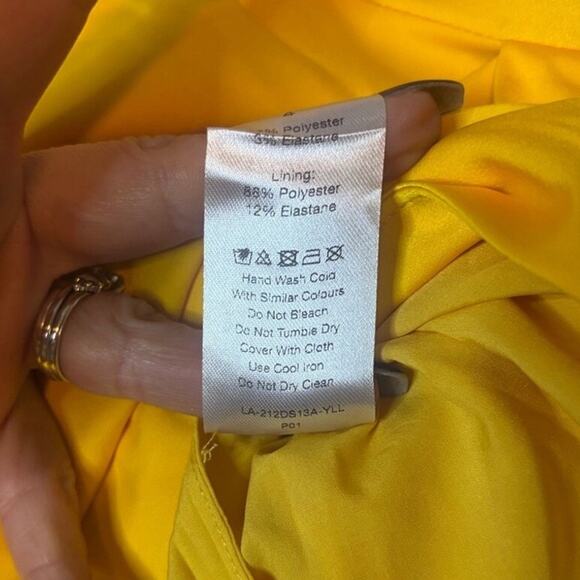 Polyester
3% Elastane
Lining:
88% Polyester
12% Elastane
Hand Wash Cold
With Similar Colours
Do Not Bleach
Do Not Tumble Dry
Cover With Cloth
Use Cool Iron
Do Not Dry Clean
LA-212DS13A-YLL
P01